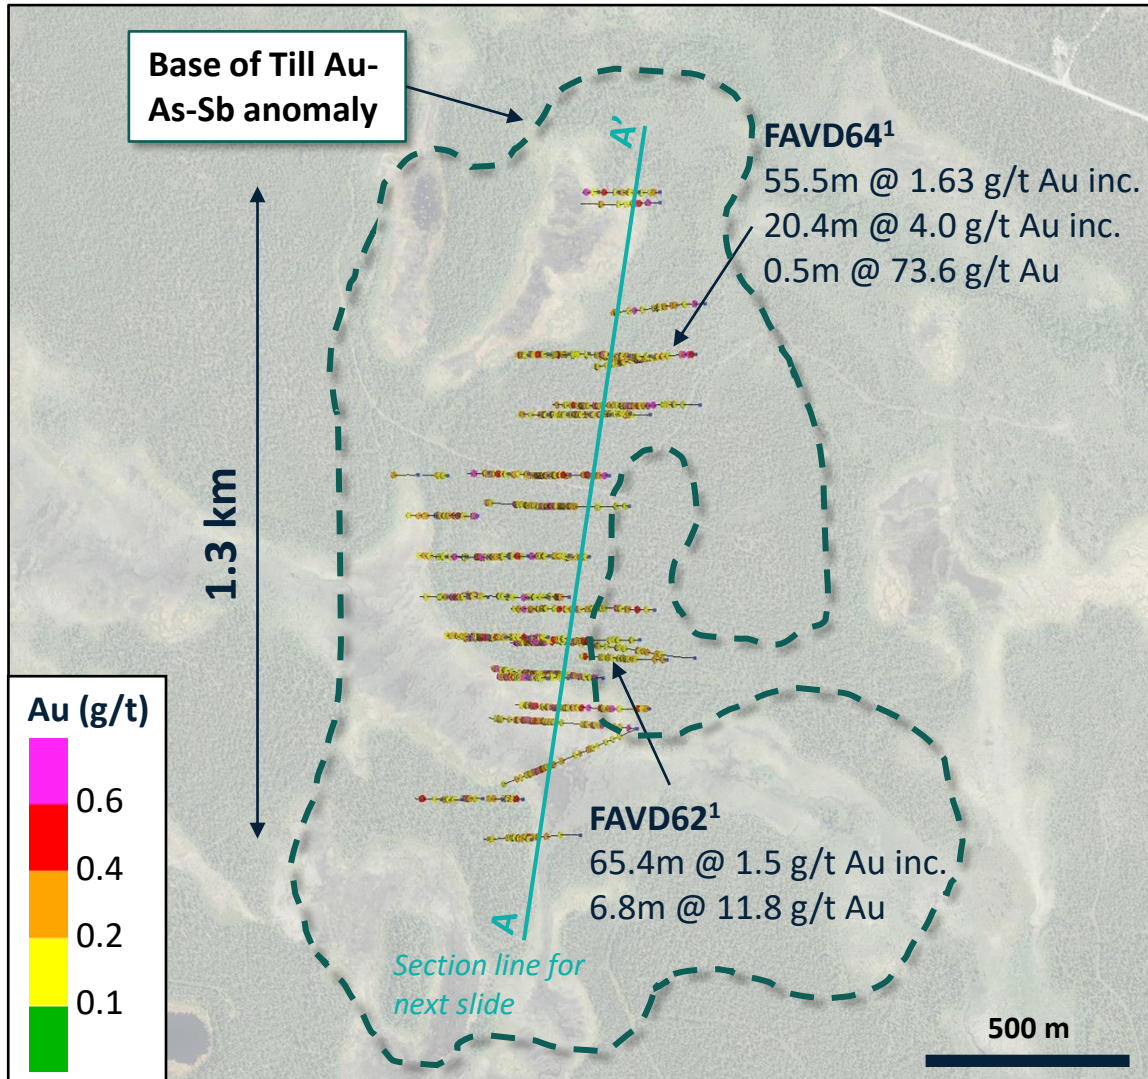 Base of Till Au-
As-Sb anomaly
A'
FAVD64¹
55.5m @ 1.63 g/t Au inc.
20.4m @ 4.0 g/t Au inc.
0.5m @ 73.6 g/t Au
1.3 km
Au (g/t)
0.6
0.4
0.2
0.1
FAVD62¹
65.4m @ 1.5 g/t Au inc.
6.8m @ 11.8 g/t Au
A
Section line for
next slide
500 m